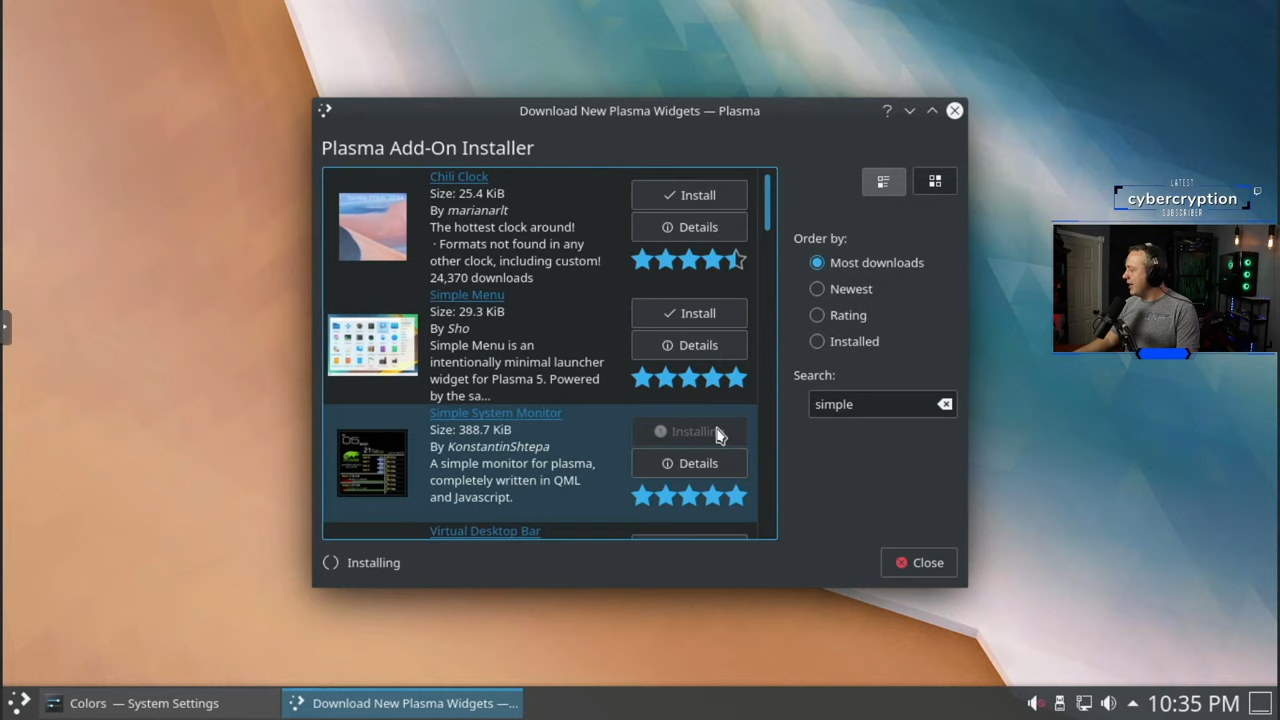 Download New Plasma Widgets — Plasma
Plasma Add-On Installer
Chili Clock
Size: 25.4 KiB
By marianarlt
The hottest clock around!
· Formats not found in any
other clock, including custom!
24,370 downloads
Install
Details
Simple Menu
Size: 29.3 KiB
By Sho
Simple Menu is an
intentionally minimal launcher
widget for Plasma 5. Powered
by the sa...
Install
Details
Simple System Monitor
Size: 388.7 KiB
By KonstantinShtepa
A simple monitor for plasma,
completely written in QML
and Javascript.
Installing
Details
Virtual Desktop Bar
Order by:
Most downloads
Newest
Rating
Installed
Search:
simple
Installing
Close
LATEST
cybercryption
SUBSCRIBER
Colors — System Settings
Download New Plasma Widgets —...
10:35 PM